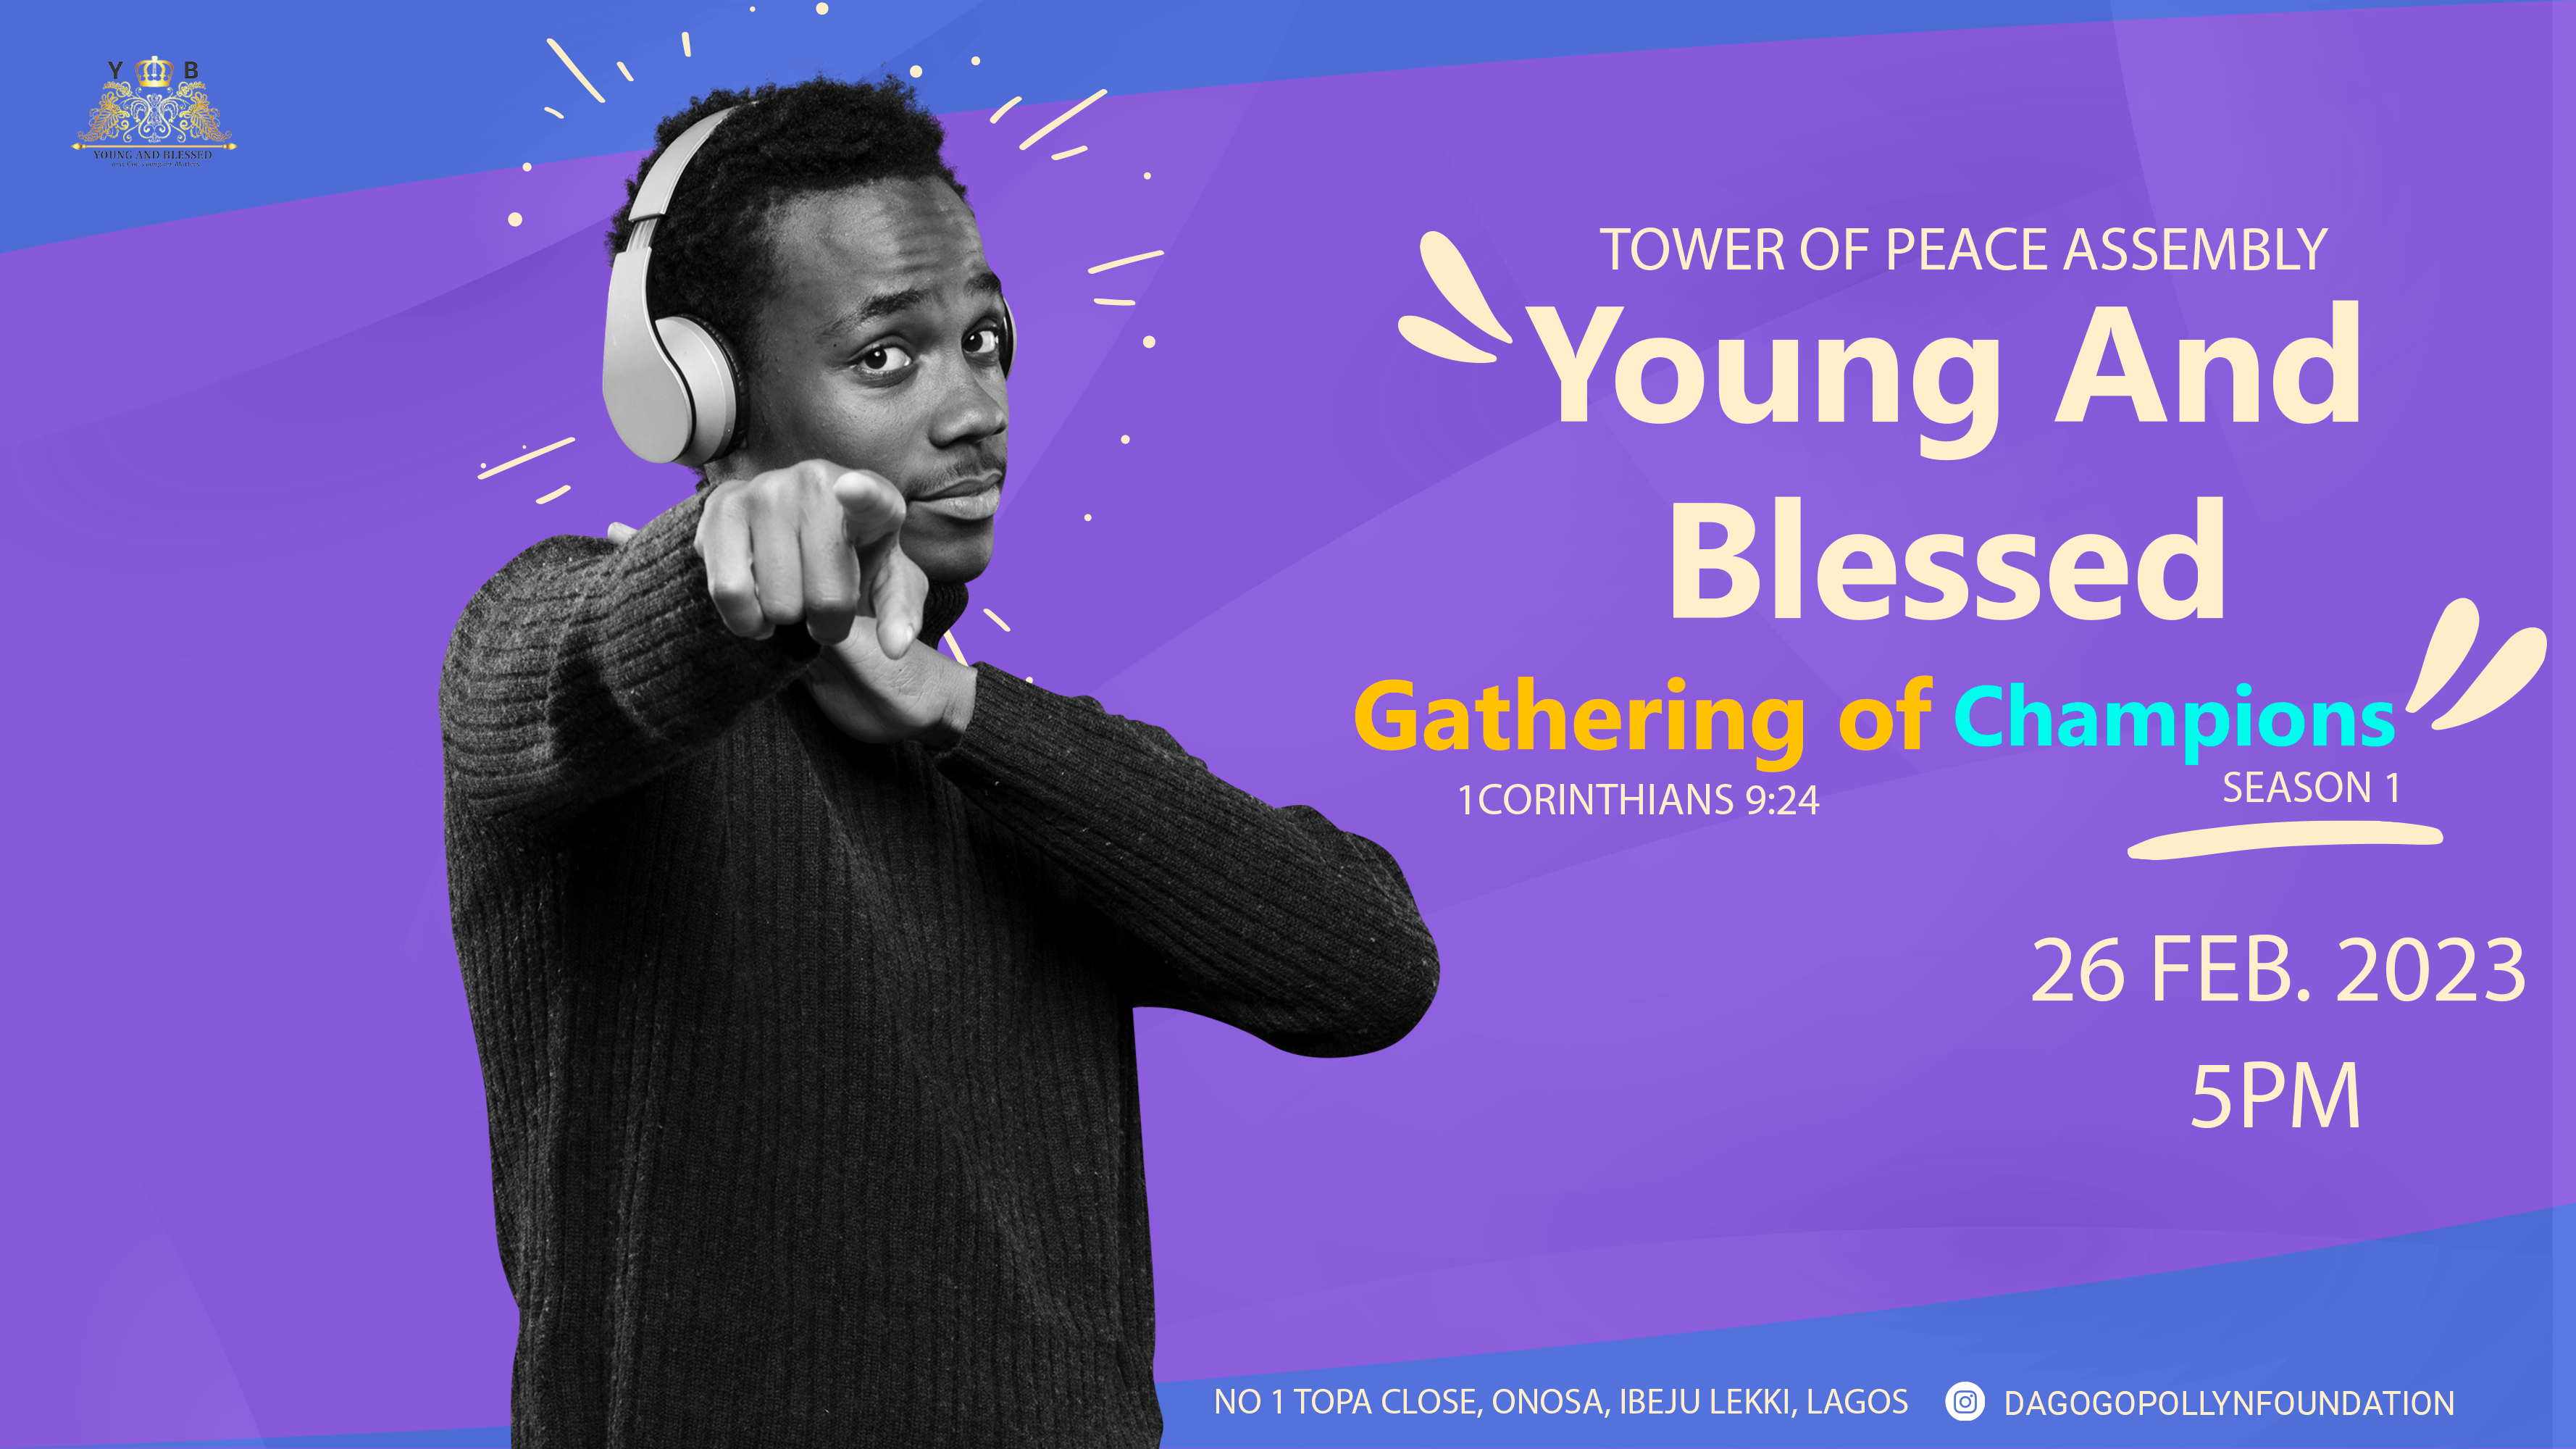 Y B
YOUNG AND BLESSED
TOWER OF PEACE ASSEMBLY
Young And
Blessed
Gathering of Champions
1CORINTHIANS 9:24
SEASON 1
26 FEB. 2023
5PM
NO 1 TOPA CLOSE, ONOSA, IBEJU LEKKI, LAGOS
DAGOGOPOLLYNFOUNDATION